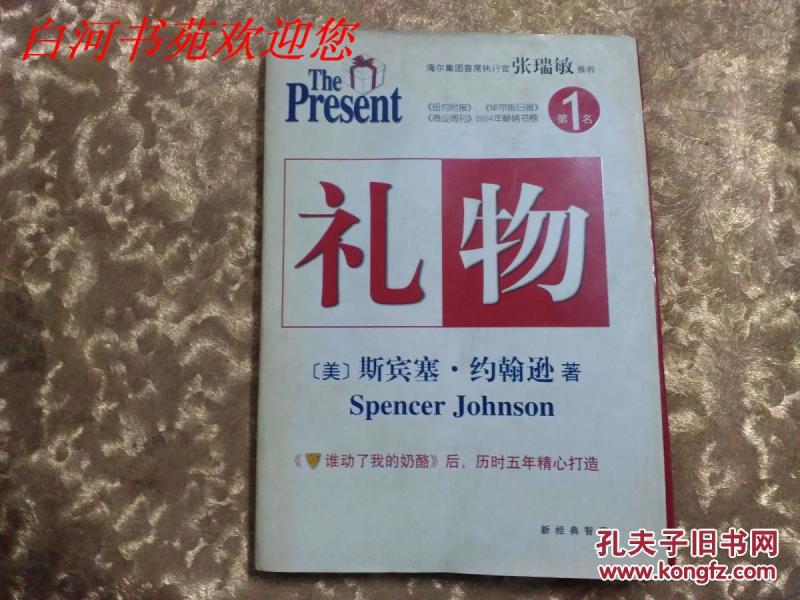 白河书苑欢迎您
The
Present
海尔集团首席执行官张瑞敏 推荐
《纽约时报》、《华尔街日报》
《商业周刊》2004年畅销书榜
第1名
礼物
〔美〕斯宾塞·约翰逊 著
Spencer Johnson
《谁动了我的奶酪》后，历时五年精心打造
新经典智
孔夫子旧书网
www.kongfz.com